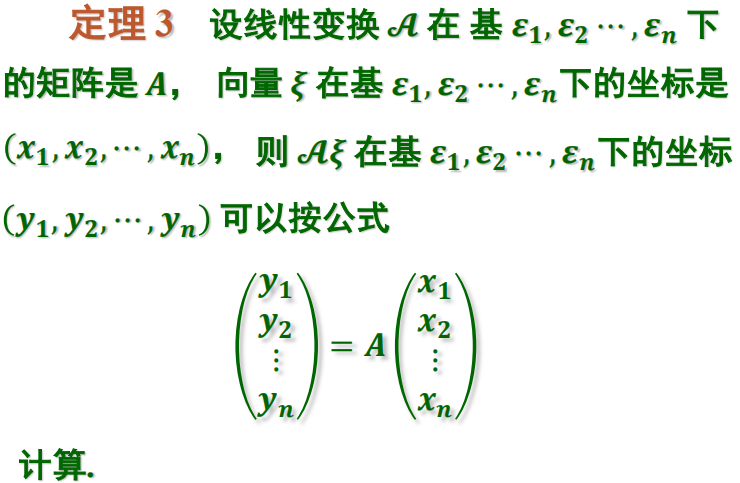 定理 3 设线性变换 𝒜 在 基 ε₁, ε₂ ⋯ , εₙ 下
的矩阵是 A， 向量 ξ 在基 ε₁, ε₂ ⋯ , εₙ下的坐标是
(x₁, x₂, ⋯ , xₙ)， 则 𝒜ξ 在基 ε₁, ε₂ ⋯ , εₙ下的坐标
(y₁, y₂, ⋯ , yₙ) 可以按公式
y₁ x₁
y₂ x₂
⋮ = A ⋮
yₙ xₙ
计算.